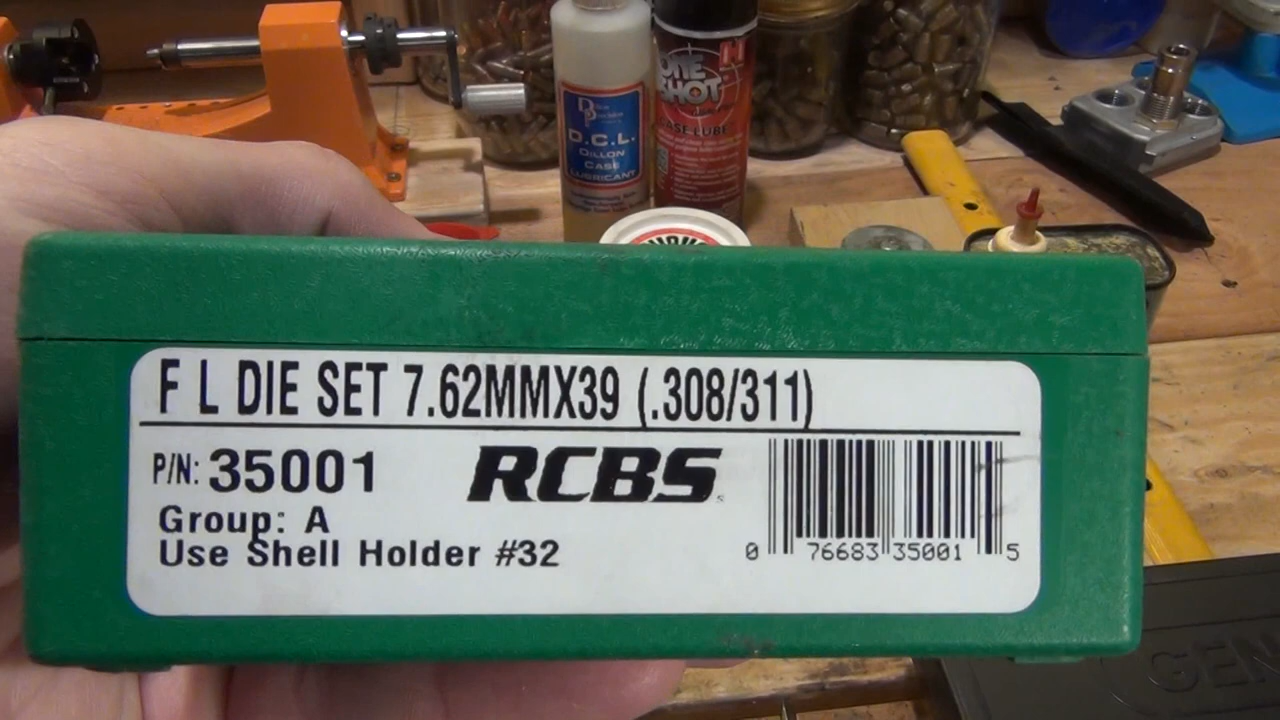 H
ONE
SHOT
CASE LUBE
D.C.L.
DILLON
CASE
LUBRICANT
F L DIE SET 7.62MMX39 (.308/311)
P/N: 35001
RCBS
Group: A
Use Shell Holder #32
0 76683 35001 5
GEN